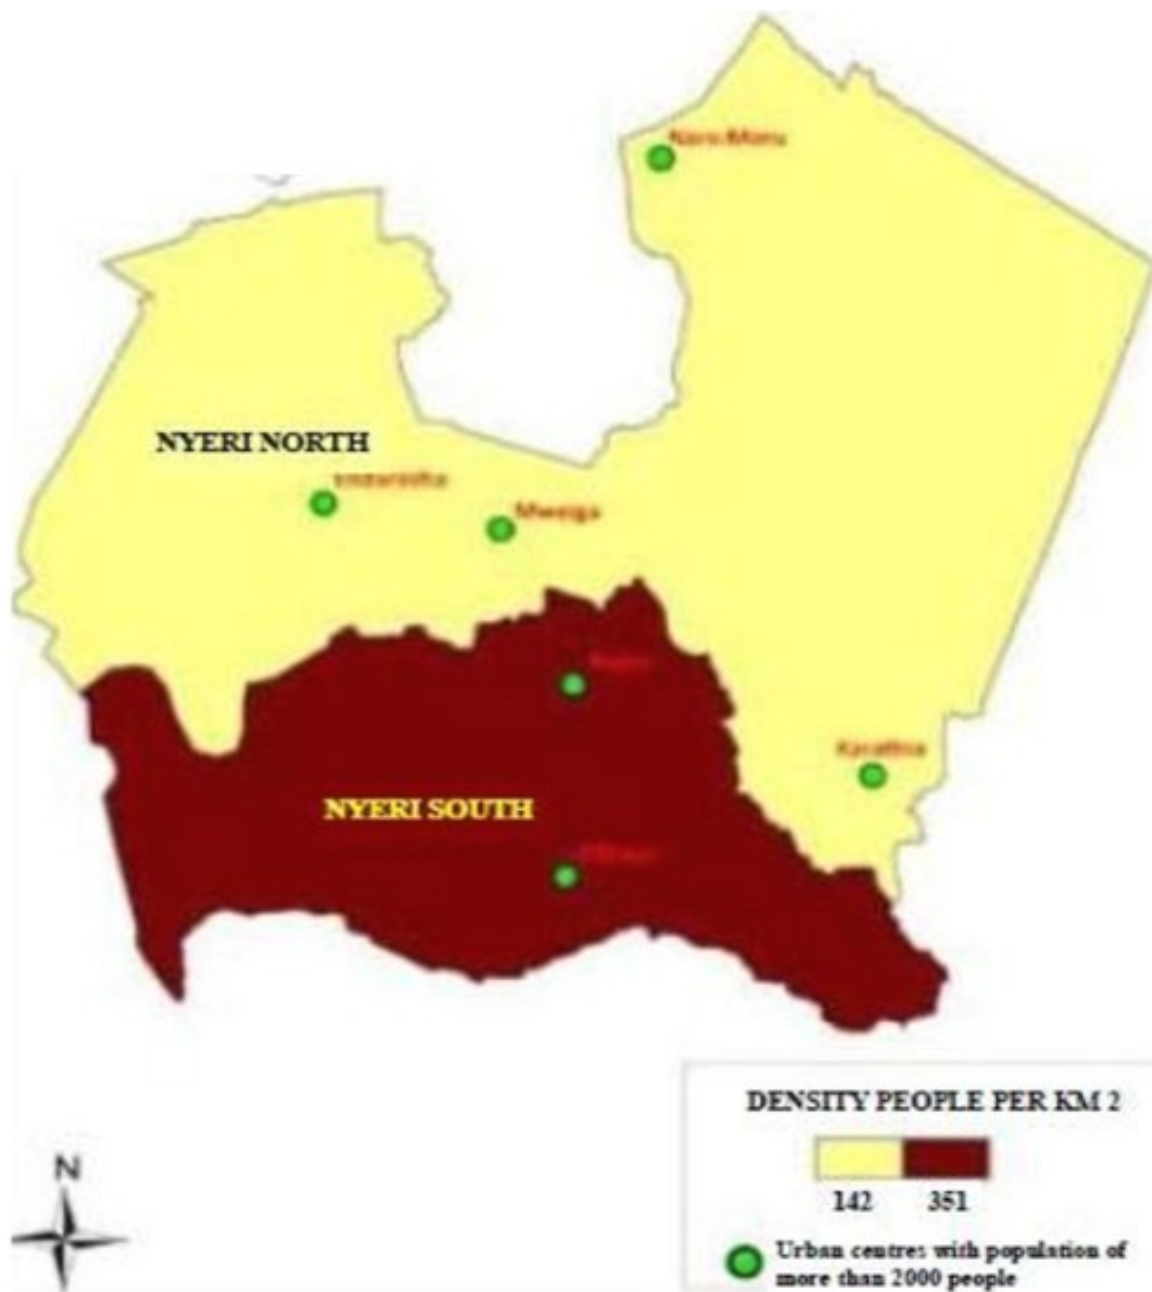 NYERI NORTH
Mweiga
Karatina
NYERI SOUTH
DENSITY PEOPLE PER KM 2
142 351
Urban centres with population of
more than 2000 people
N